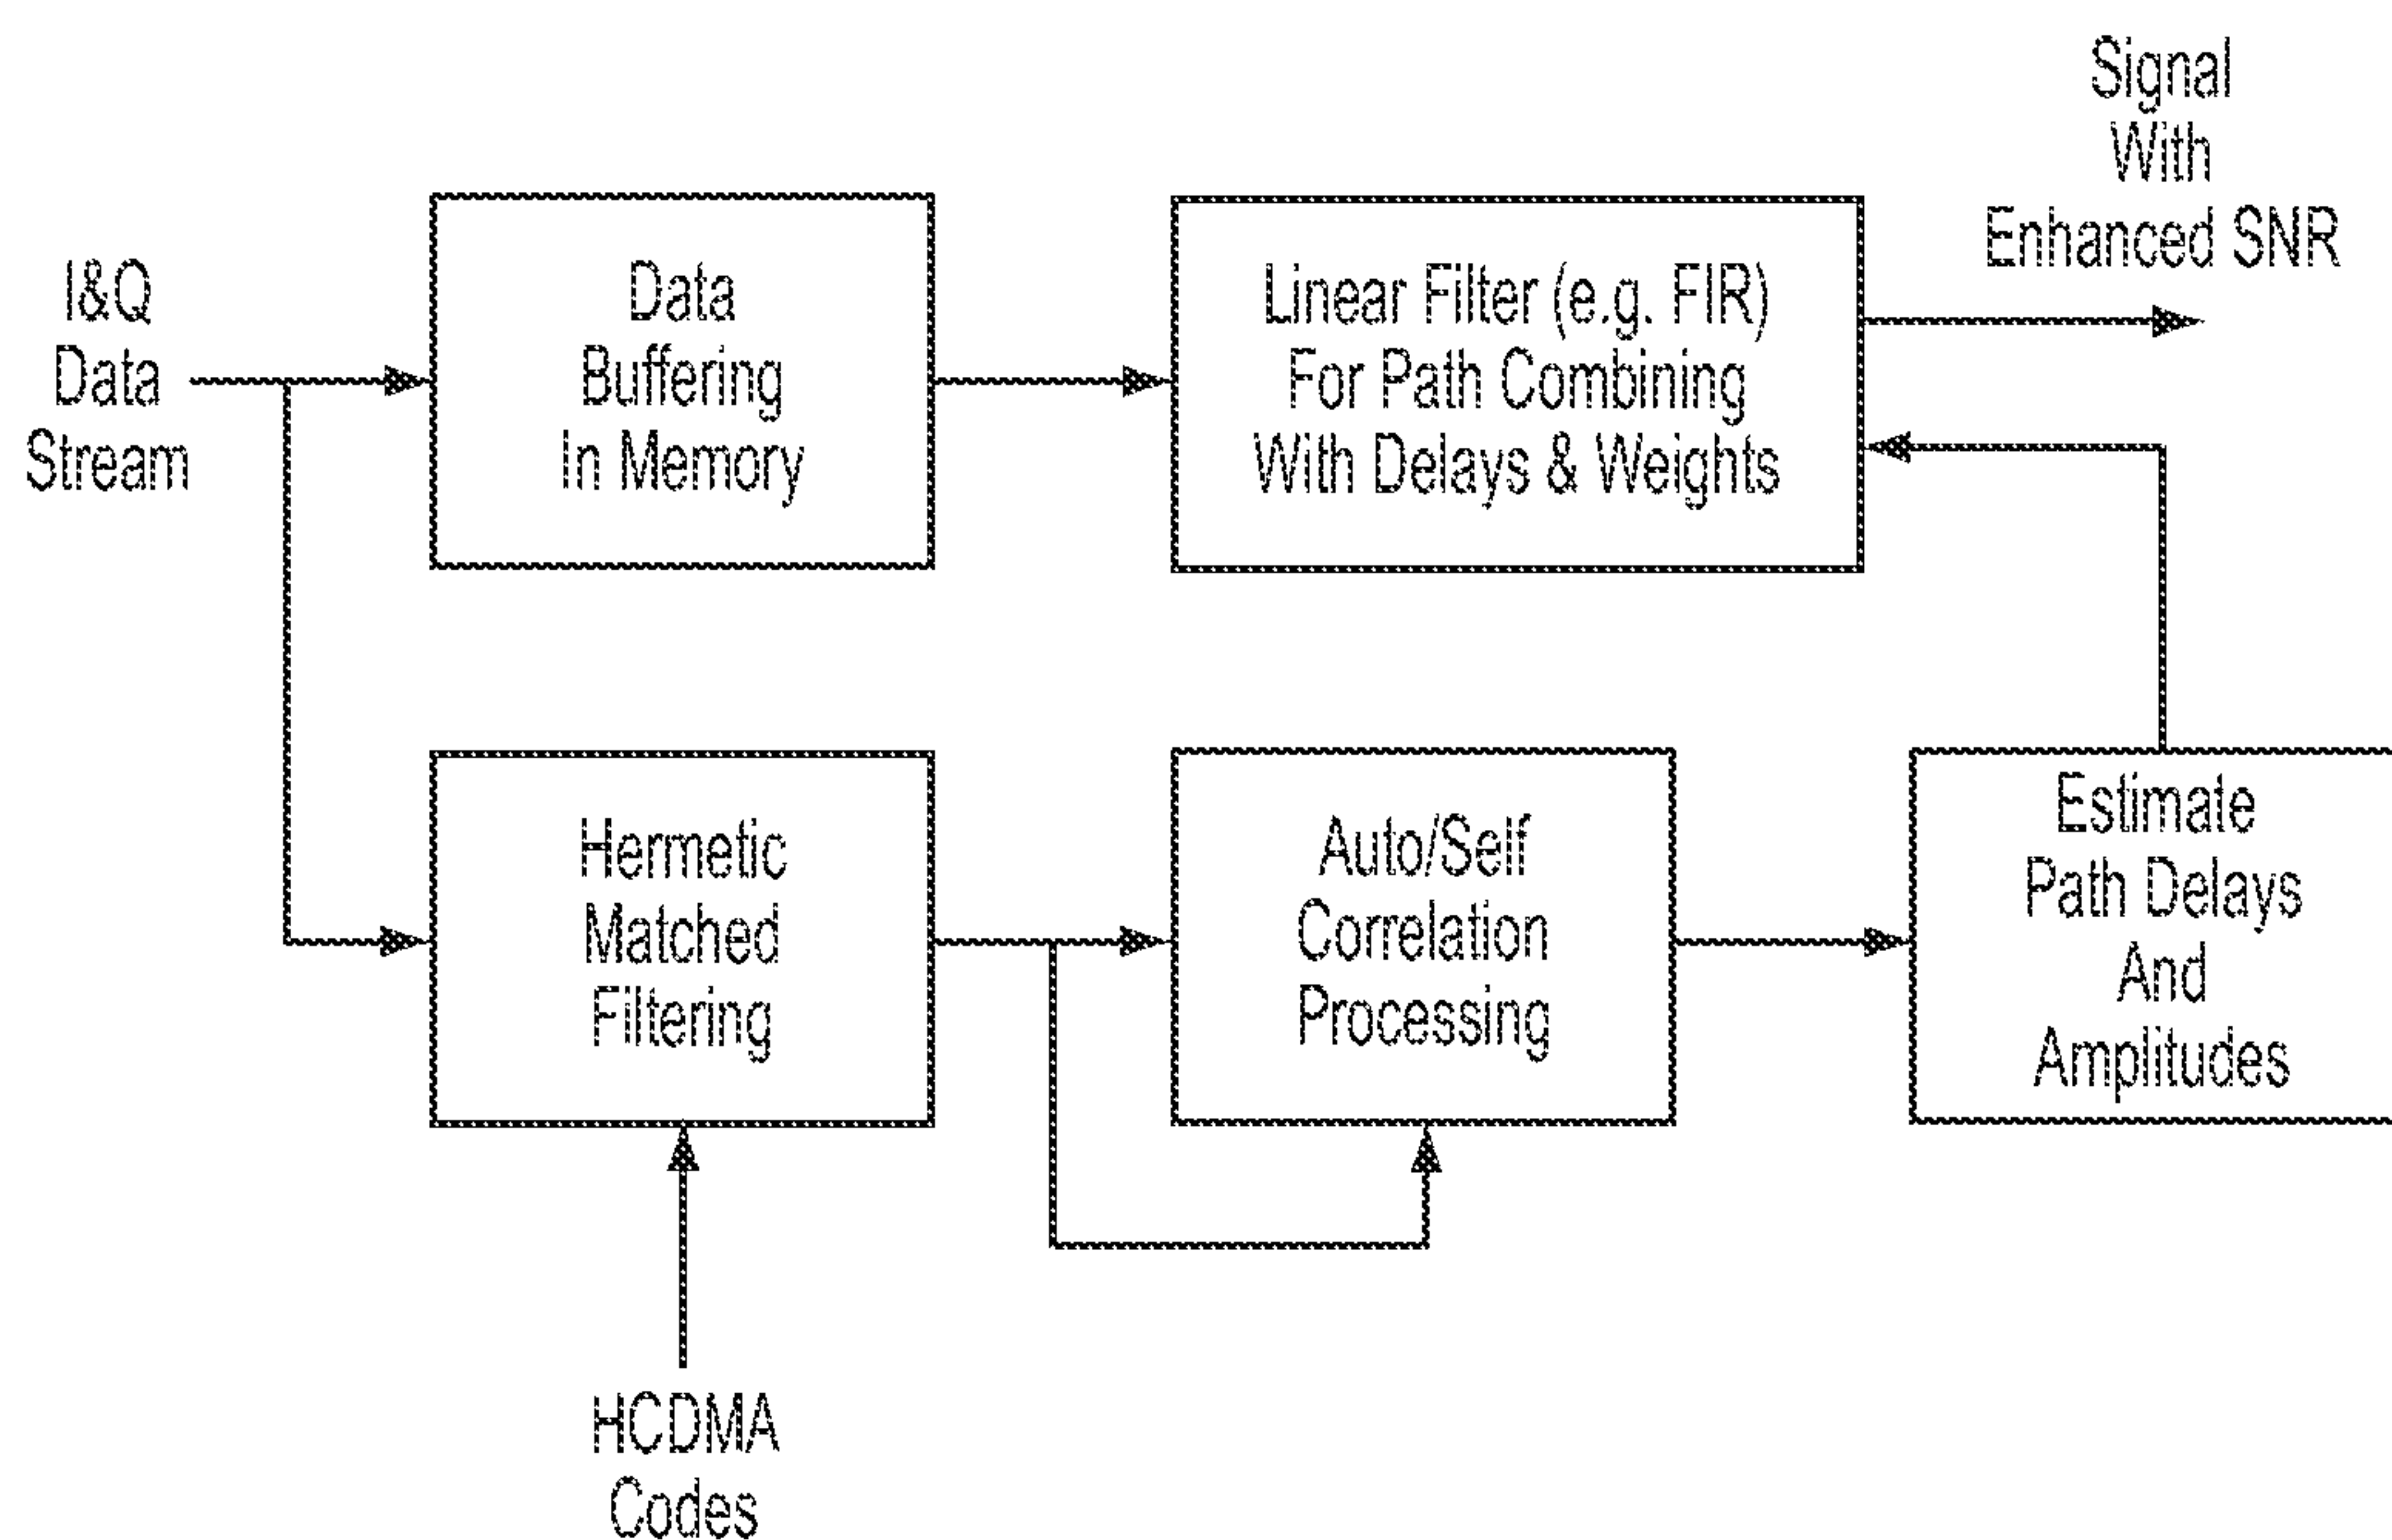 I&Q
Data
Stream
Data
Buffering
In Memory
Linear Filter (e.g. FIR)
For Path Combining
With Delays & Weights
Signal
With
Enhanced SNR
Hermetic
Matched
Filtering
Auto/Self
Correlation
Processing
Estimate
Path Delays
And
Amplitudes
HCDMA
Codes